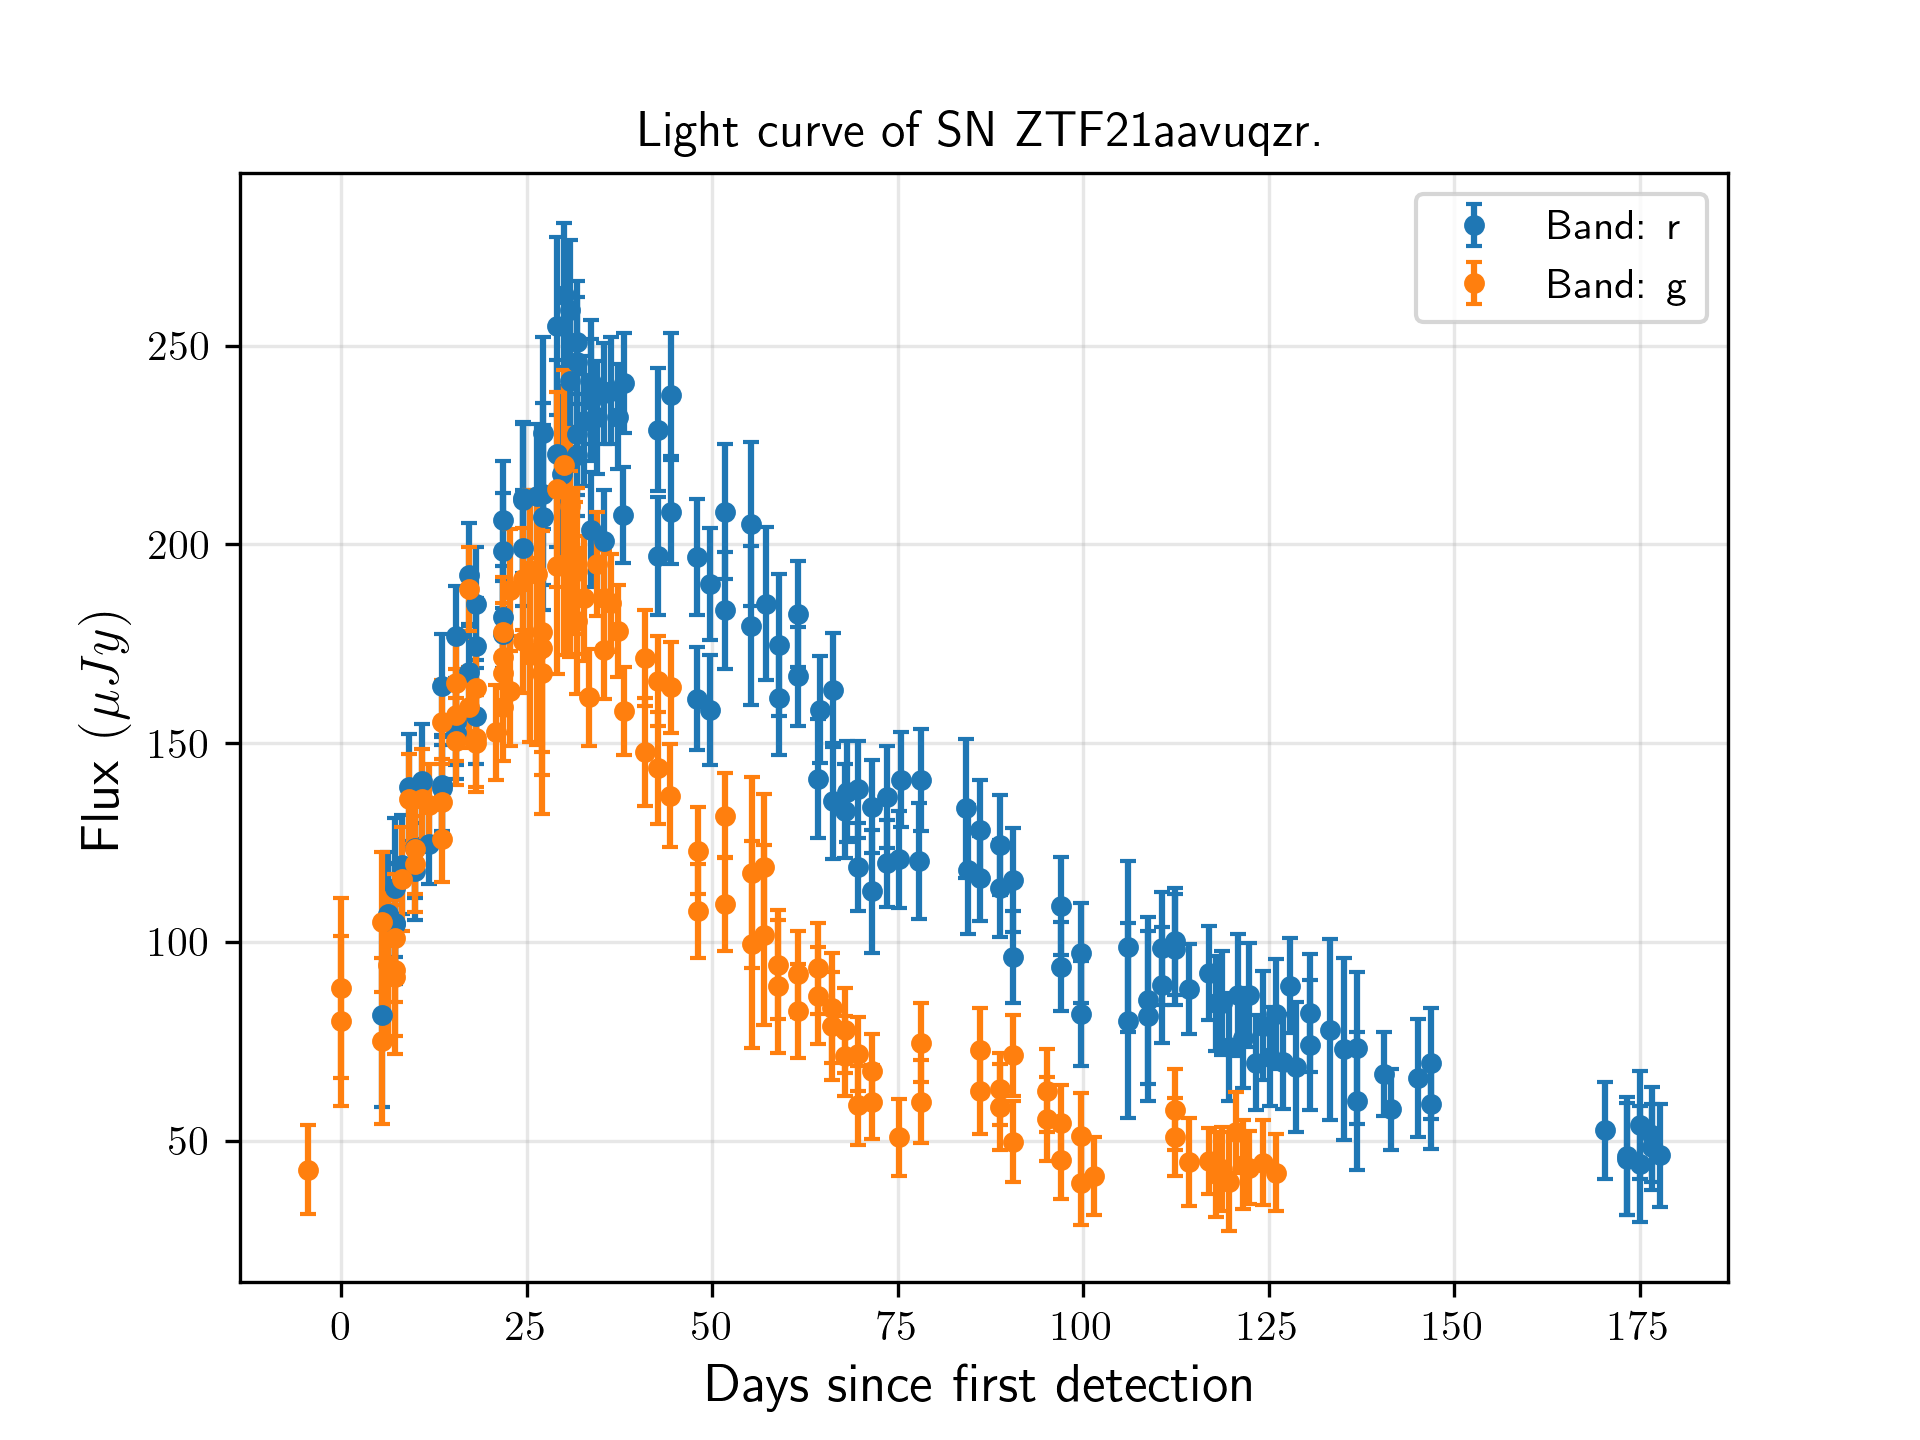 Light curve of SN ZTF21aavuqzr.
Band: r
Band: g
250
200
150
100
50
Flux (μJy)
0 25 50 75 100 125 150 175
Days since first detection